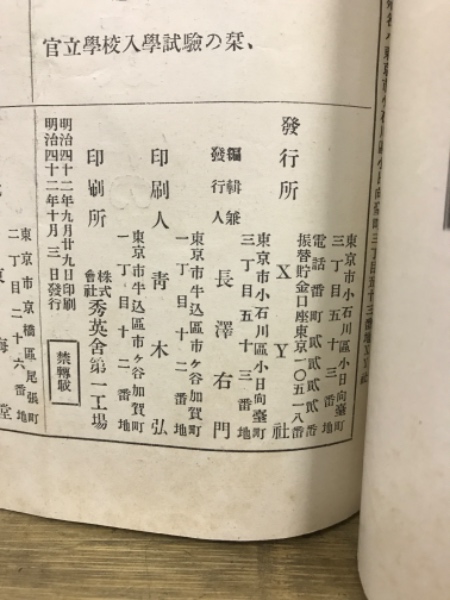 官立學校入學試驗の栞、
發行所
東京市小石川區小日向臺町
三丁目五十三番地
X Y 社
電話番町貳貳貳貳番
振替貯金口座東京一〇五一八番
編輯兼
發行人
東京市小石川區小日向臺町
三丁目五十三番地
長澤右門
印刷人
東京市牛込區市ヶ谷加賀町
一丁目十二番地
青木弘
印刷所
東京市牛込區市ヶ谷加賀町
一丁目十二番地
株式
會社
秀英舍第一工場
明治四十二年九月廿九日印刷
明治四十二年十月三日發行
禁轉載
東京市京橋區尾張町
二丁目二十六番地
東海堂